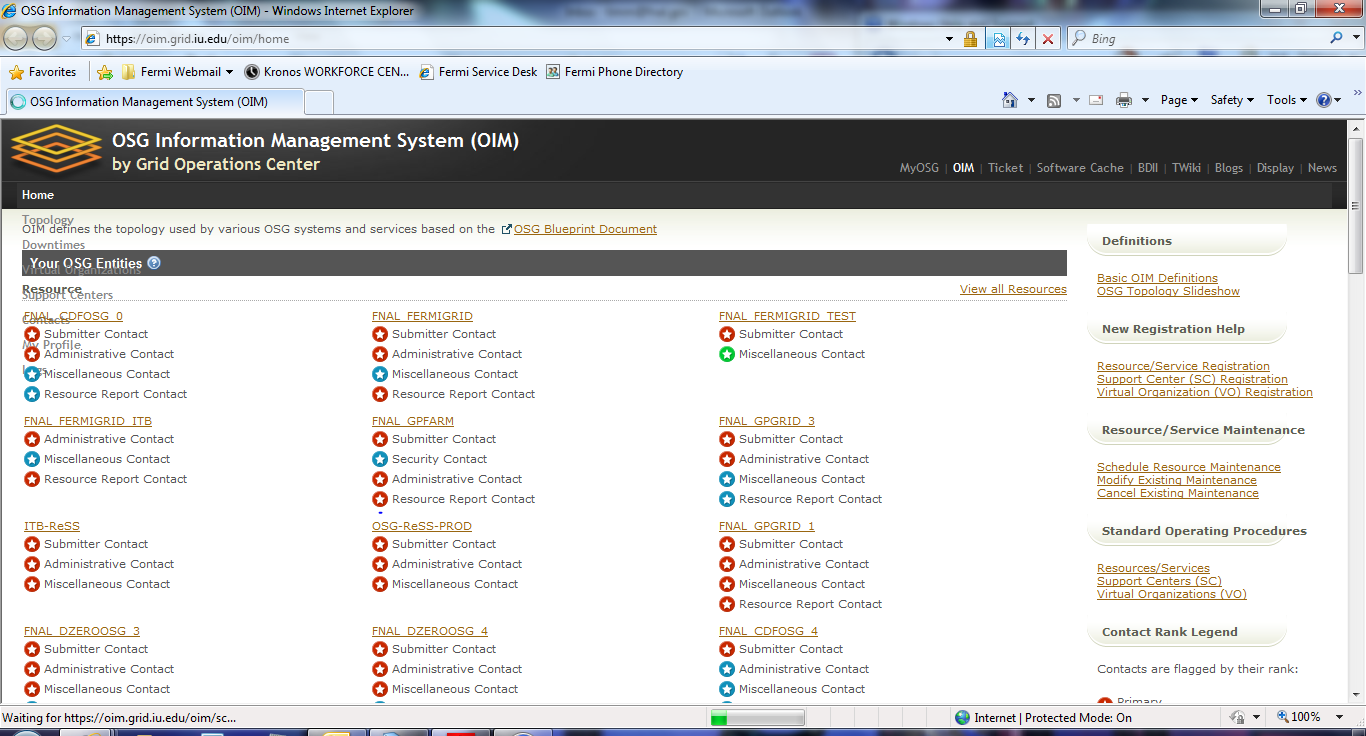 OSG Information Management System (OIM) - Windows Internet Explorer
https://oim.grid.iu.edu/oim/home
Bing
Favorites Fermi Webmail Kronos WORKFORCE CEN... Fermi Service Desk Fermi Phone Directory
OSG Information Management System (OIM)
Page Safety Tools
OSG Information Management System (OIM)
by Grid Operations Center
MyOSG | OIM | Ticket | Software Cache | BDII | TWiki | Blogs | Display | News
Home
Topology
OIM defines the topology used by various OSG systems and services based on the OSG Blueprint Document
Downtimes
Your OSG Entities
Virtual Organizations
Resource View all Resources
Support Centers
Contacts
My Profile
FNAL_CDFOSG_0
Submitter Contact
Administrative Contact
Miscellaneous Contact
Resource Report Contact
FNAL_FERMIGRID
Submitter Contact
Administrative Contact
Miscellaneous Contact
Resource Report Contact
FNAL_FERMIGRID_TEST
Submitter Contact
Miscellaneous Contact
FNAL_FERMIGRID_ITB
Administrative Contact
Miscellaneous Contact
Resource Report Contact
FNAL_GPFARM
Submitter Contact
Security Contact
Administrative Contact
Resource Report Contact
FNAL_GPGRID_3
Submitter Contact
Administrative Contact
Miscellaneous Contact
Resource Report Contact
ITB-ReSS
Submitter Contact
Administrative Contact
Miscellaneous Contact
OSG-ReSS-PROD
Submitter Contact
Administrative Contact
Miscellaneous Contact
FNAL_GPGRID_1
Submitter Contact
Administrative Contact
Miscellaneous Contact
Resource Report Contact
FNAL_DZEROOSG_3
Submitter Contact
Administrative Contact
Miscellaneous Contact
FNAL_DZEROOSG_4
Submitter Contact
Administrative Contact
Miscellaneous Contact
FNAL_CDFOSG_4
Submitter Contact
Administrative Contact
Miscellaneous Contact
Definitions
Basic OIM Definitions
OSG Topology Slideshow
New Registration Help
Resource/Service Registration
Support Center (SC) Registration
Virtual Organization (VO) Registration
Resource/Service Maintenance
Schedule Resource Maintenance
Modify Existing Maintenance
Cancel Existing Maintenance
Standard Operating Procedures
Resources/Services
Support Centers (SC)
Virtual Organizations (VO)
Contact Rank Legend
Contacts are flagged by their rank:
Primary
Waiting for https://oim.grid.iu.edu/oim/sc...
Internet | Protected Mode: On
100%